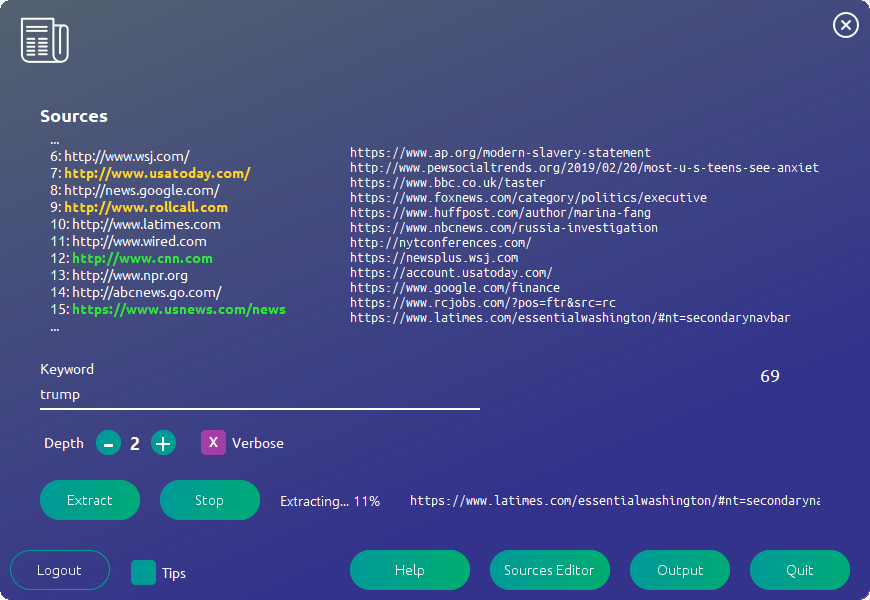 Sources
...
6: http://www.wsj.com/
7: http://www.usatoday.com/
8: http://news.google.com/
9: http://www.rollcall.com
10: http://www.latimes.com
11: http://www.wired.com
12: http://www.cnn.com
13: http://www.npr.org
14: http://abcnews.go.com/
15: https://www.usnews.com/news
...
https://www.ap.org/modern-slavery-statement
http://www.pewsocialtrends.org/2019/02/20/most-u-s-teens-see-anxiet
https://www.bbc.co.uk/taster
https://www.foxnews.com/category/politics/executive
https://www.huffpost.com/author/marina-fang
https://www.nbcnews.com/russia-investigation
http://nytconferences.com/
https://newsplus.wsj.com
https://account.usatoday.com/
https://www.google.com/finance
https://www.rcjobs.com/?pos=ftr&src=rc
https://www.latimes.com/essentialwashington/#nt=secondarynavbar
Keyword
trump
69
Depth - 2 + X Verbose
Extract Stop Extracting... 11% https://www.latimes.com/essentialwashington/#nt=secondaryna
Logout Tips Help Sources Editor Output Quit